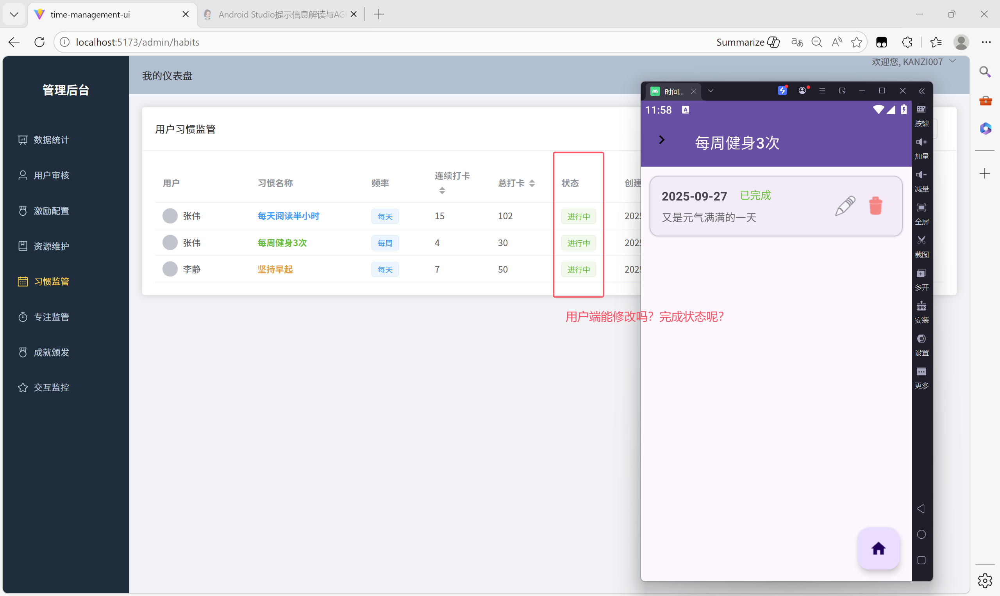 time-management-ui
Android Studio提示信息解读与AG
localhost:5173/admin/habits
Summarize
管理后台
数据统计
用户审核
激励配置
资源维护
习惯监管
专注监管
成就颁发
交互监控
我的仪表盘
欢迎您, KANZI007
用户习惯监管
用户 习惯名称 频率 连续打卡 总打卡 状态 创建
张伟 每天阅读半小时 每天 15 102 进行中 202
张伟 每周健身3次 每周 4 30 进行中 202
李静 坚持早起 每天 7 50 进行中 202
用户端能修改吗？完成状态呢？
时间...
11:58
每周健身3次
2025-09-27 已完成
又是元气满满的一天
按键
加量
减量
全屏
截图
多开
APK
安装
设置
更多